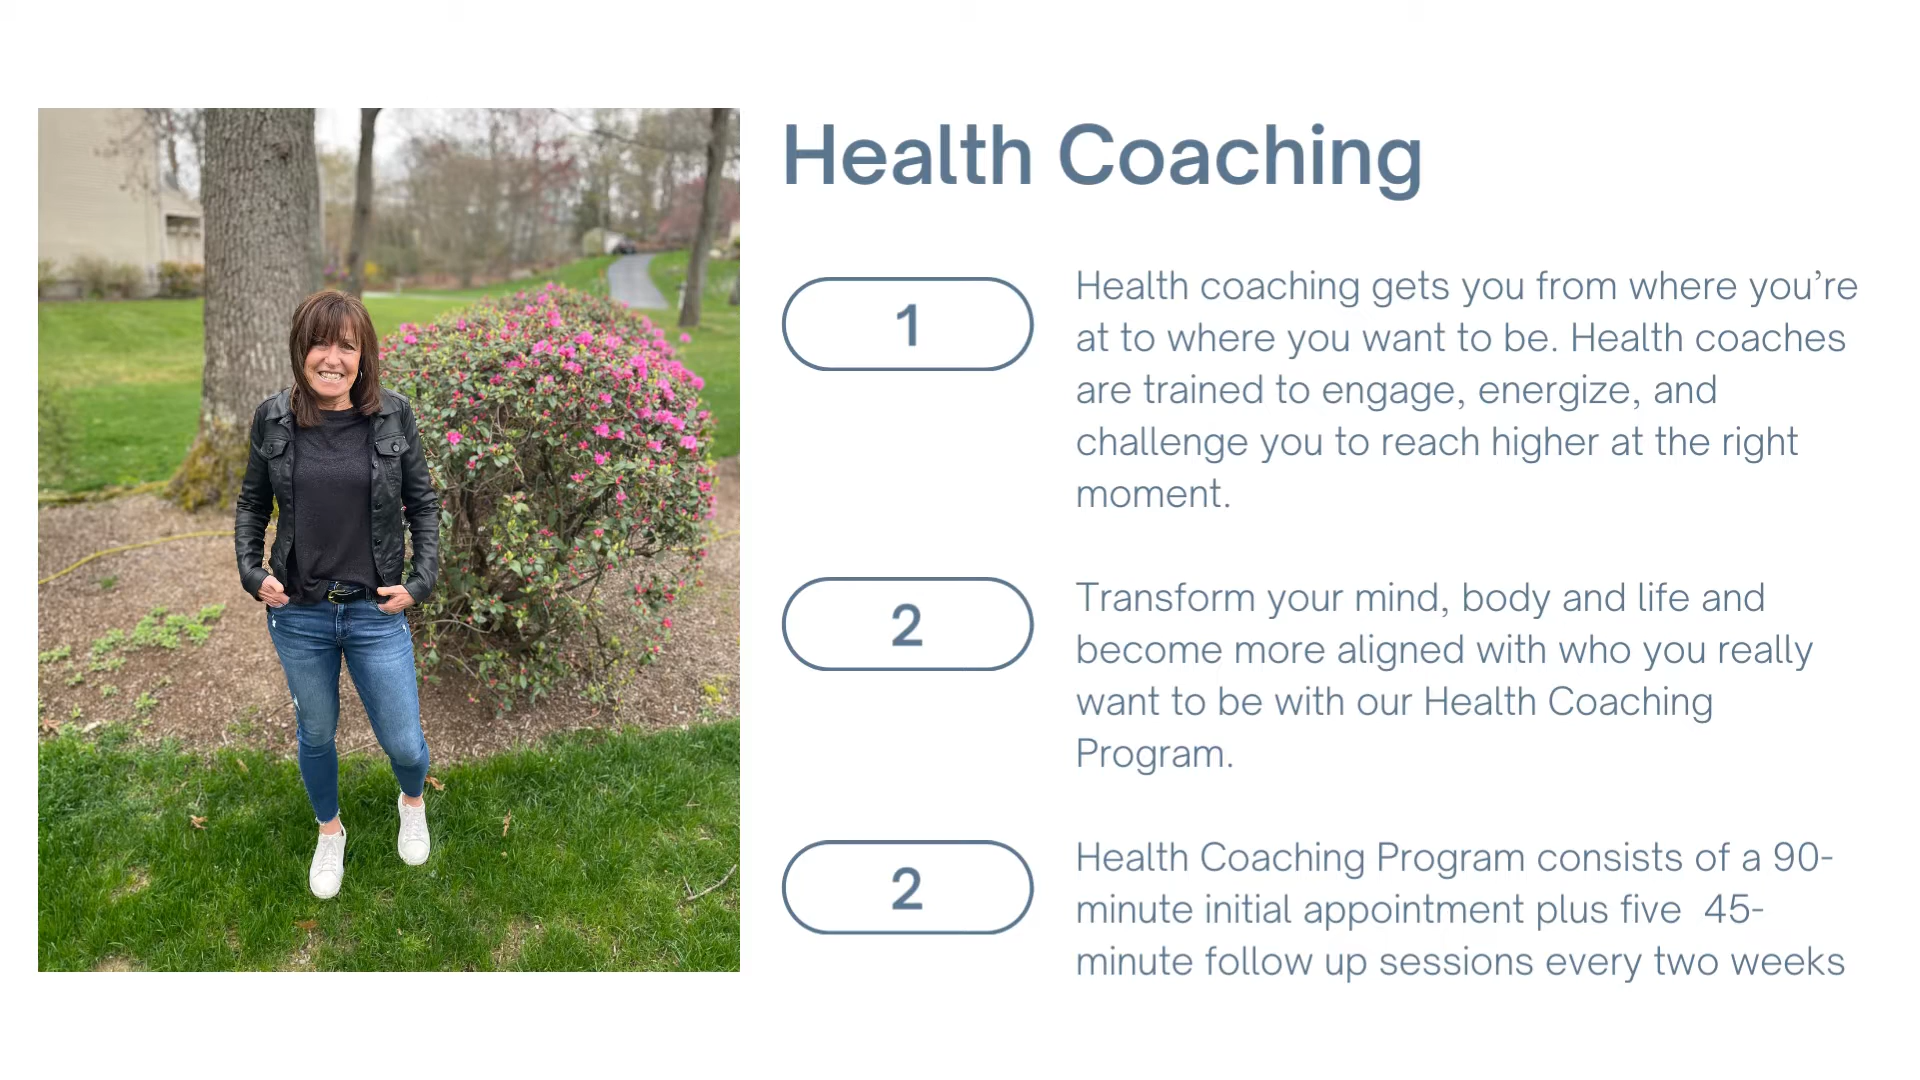 Health Coaching
1
Health coaching gets you from where you’re
at to where you want to be. Health coaches
are trained to engage, energize, and
challenge you to reach higher at the right
moment.
2
Transform your mind, body and life and
become more aligned with who you really
want to be with our Health Coaching
Program.
2
Health Coaching Program consists of a 90-
minute initial appointment plus five  45-
minute follow up sessions every two weeks